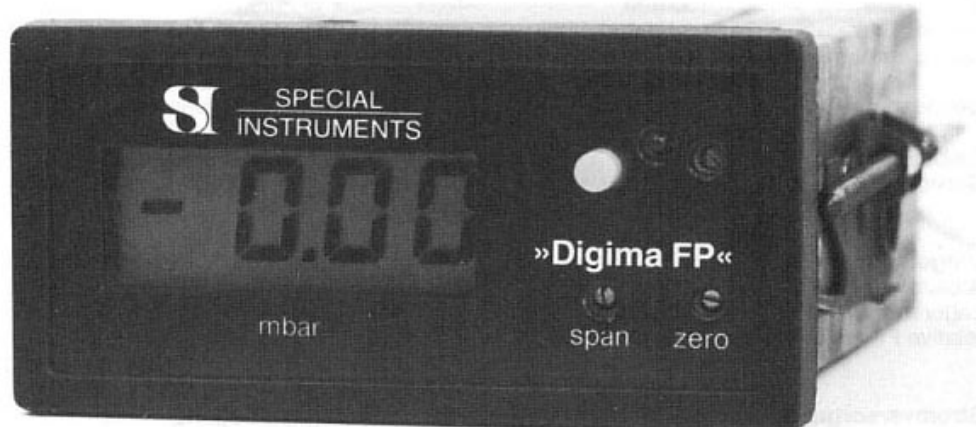 SI SPECIAL
INSTRUMENTS
- 0.00
»Digima FP«
mbar
span zero